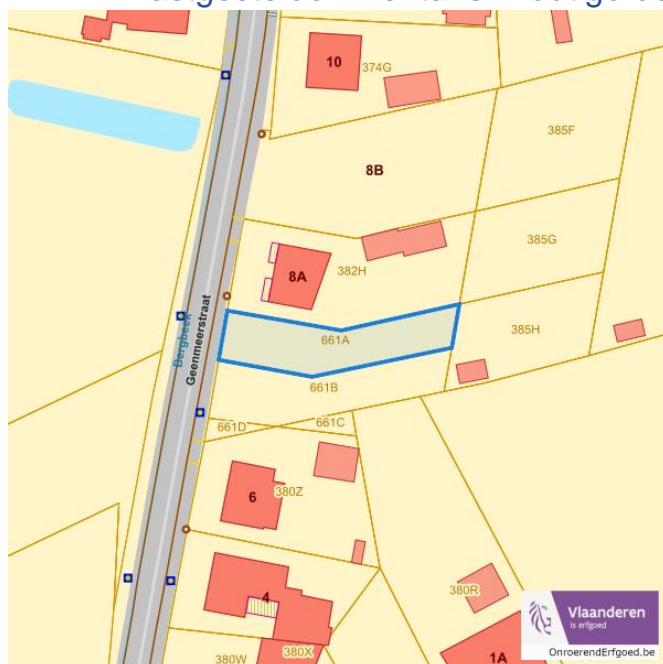 10
374G
385F
8B
385G
8A
382H
Bergbeek
Geenmeerstraat
661A
385H
661B
661D
661C
6
380Z
4
380R
380W
380X
1A
Vlaanderen
is erfgoed
OnroerendErfgoed.be